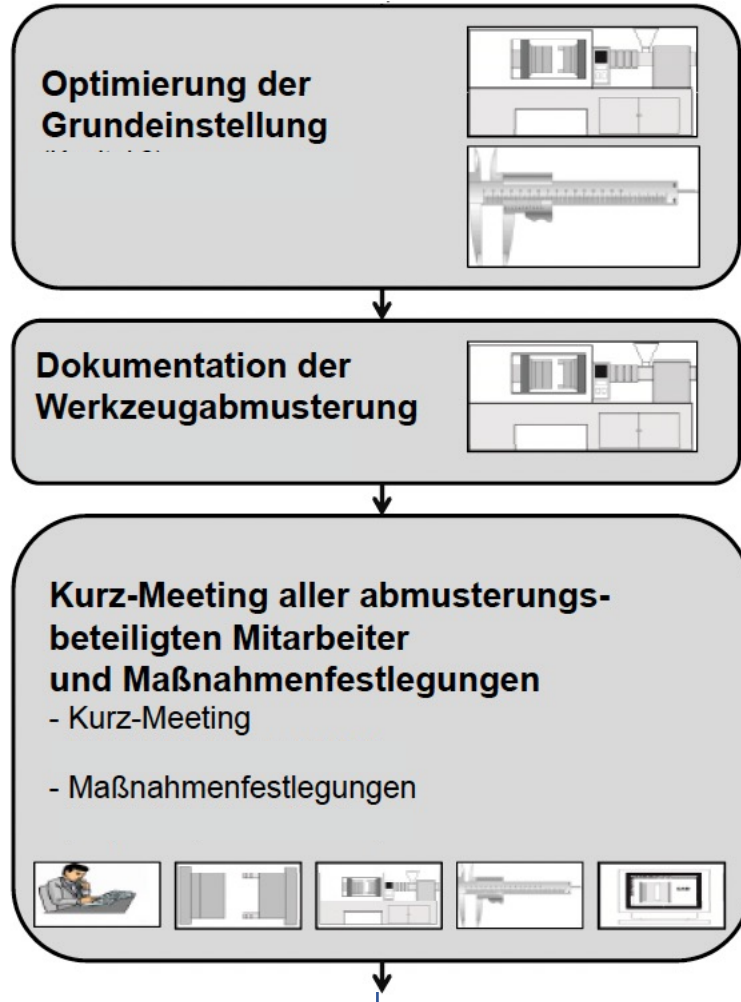 Optimierung der
Grundeinstellung
Dokumentation der
Werkzeugabmusterung
Kurz-Meeting aller abmusterungs-
beteiligten Mitarbeiter
und Maßnahmenfestlegungen
- Kurz-Meeting
- Maßnahmenfestlegungen